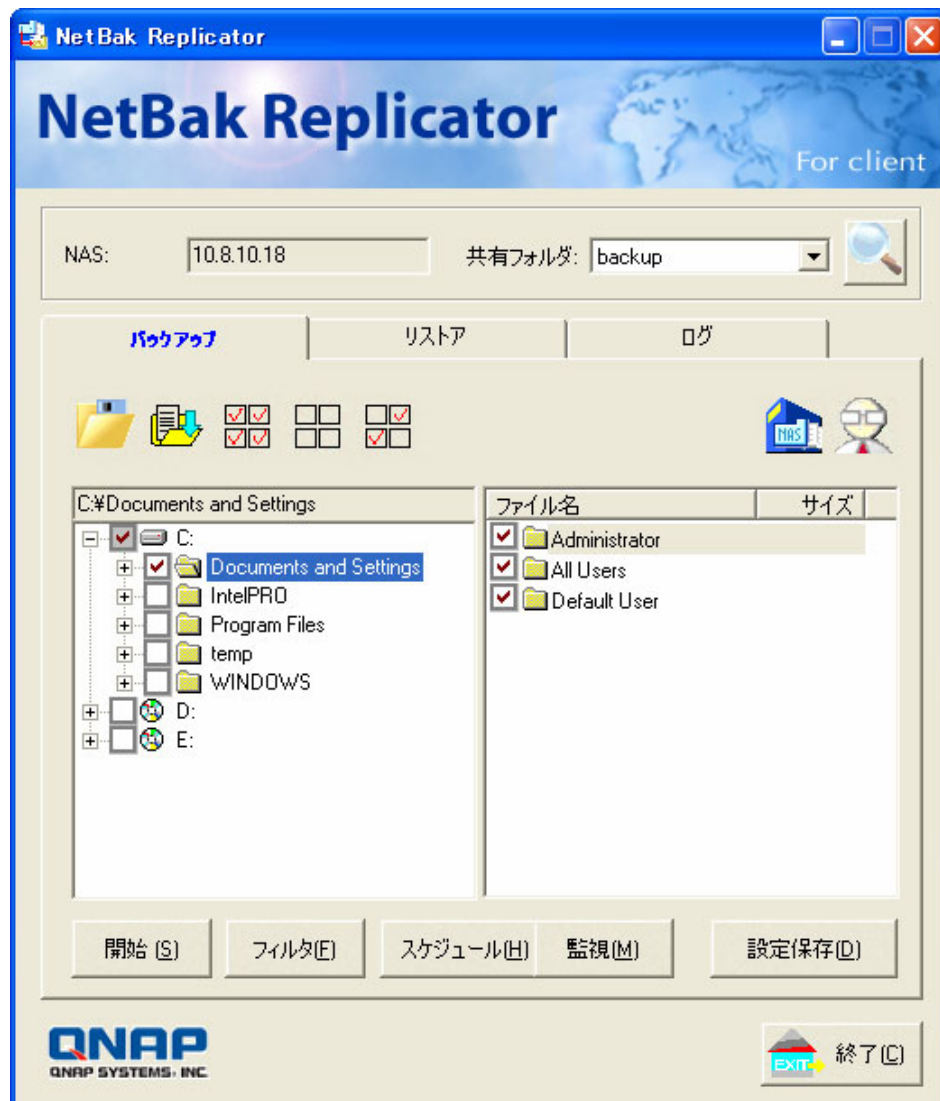 NetBak Replicator
NetBak Replicator
For client
NAS: 10.8.10.18 共有フォルダ: backup
バックアップ リストア ログ
NAS
C:¥Documents and Settings
ファイル名 サイズ
C:
Documents and Settings
IntelPRO
Program Files
temp
WINDOWS
D:
E:
Administrator
All Users
Default User
開始 (S) フィルタ(F) スケジュール(H) 監視(M) 設定保存(D)
QNAP
QNAP SYSTEMS, INC
EXIT 終了(C)